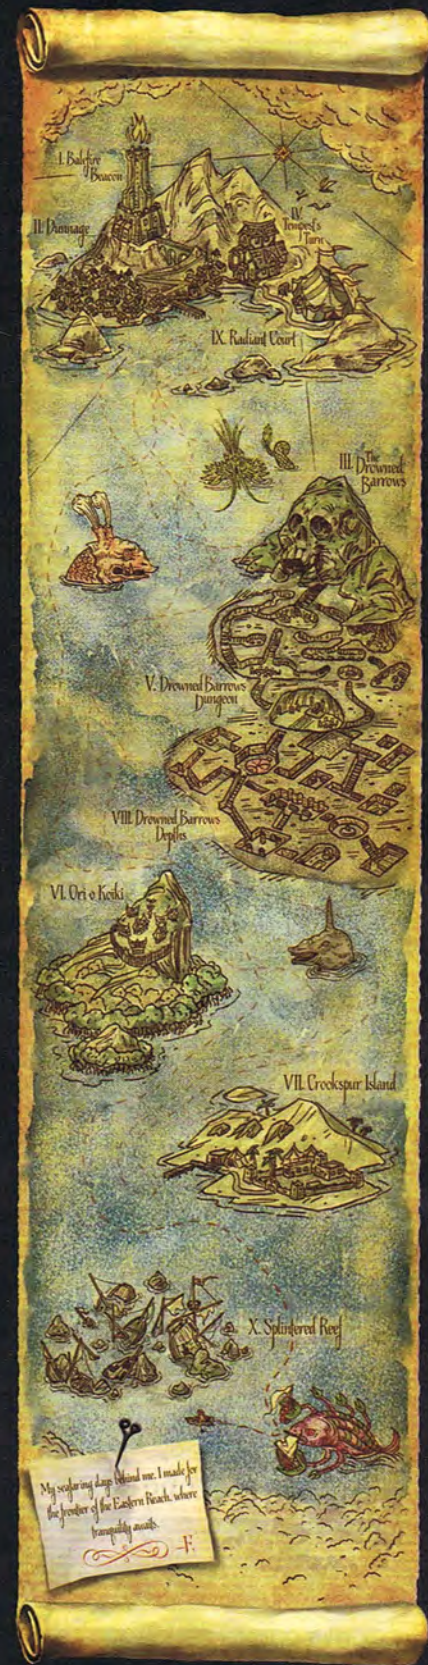 I. Balefire
Beacon
II. Dunnage
IV.
Tempest's
Turn
IX. Radiant Court
III. The
Drowned
Barrows
V. Drowned Barrows
Dungeon
VIII. Drowned Barrows
Depths
VI. Ori o Koiki
VII. Crookspur Island
X. Splintered Reef
My seafaring days behind me, I made for
the frontier of the Eastern Reach, where
tranquility awaits.
-F.